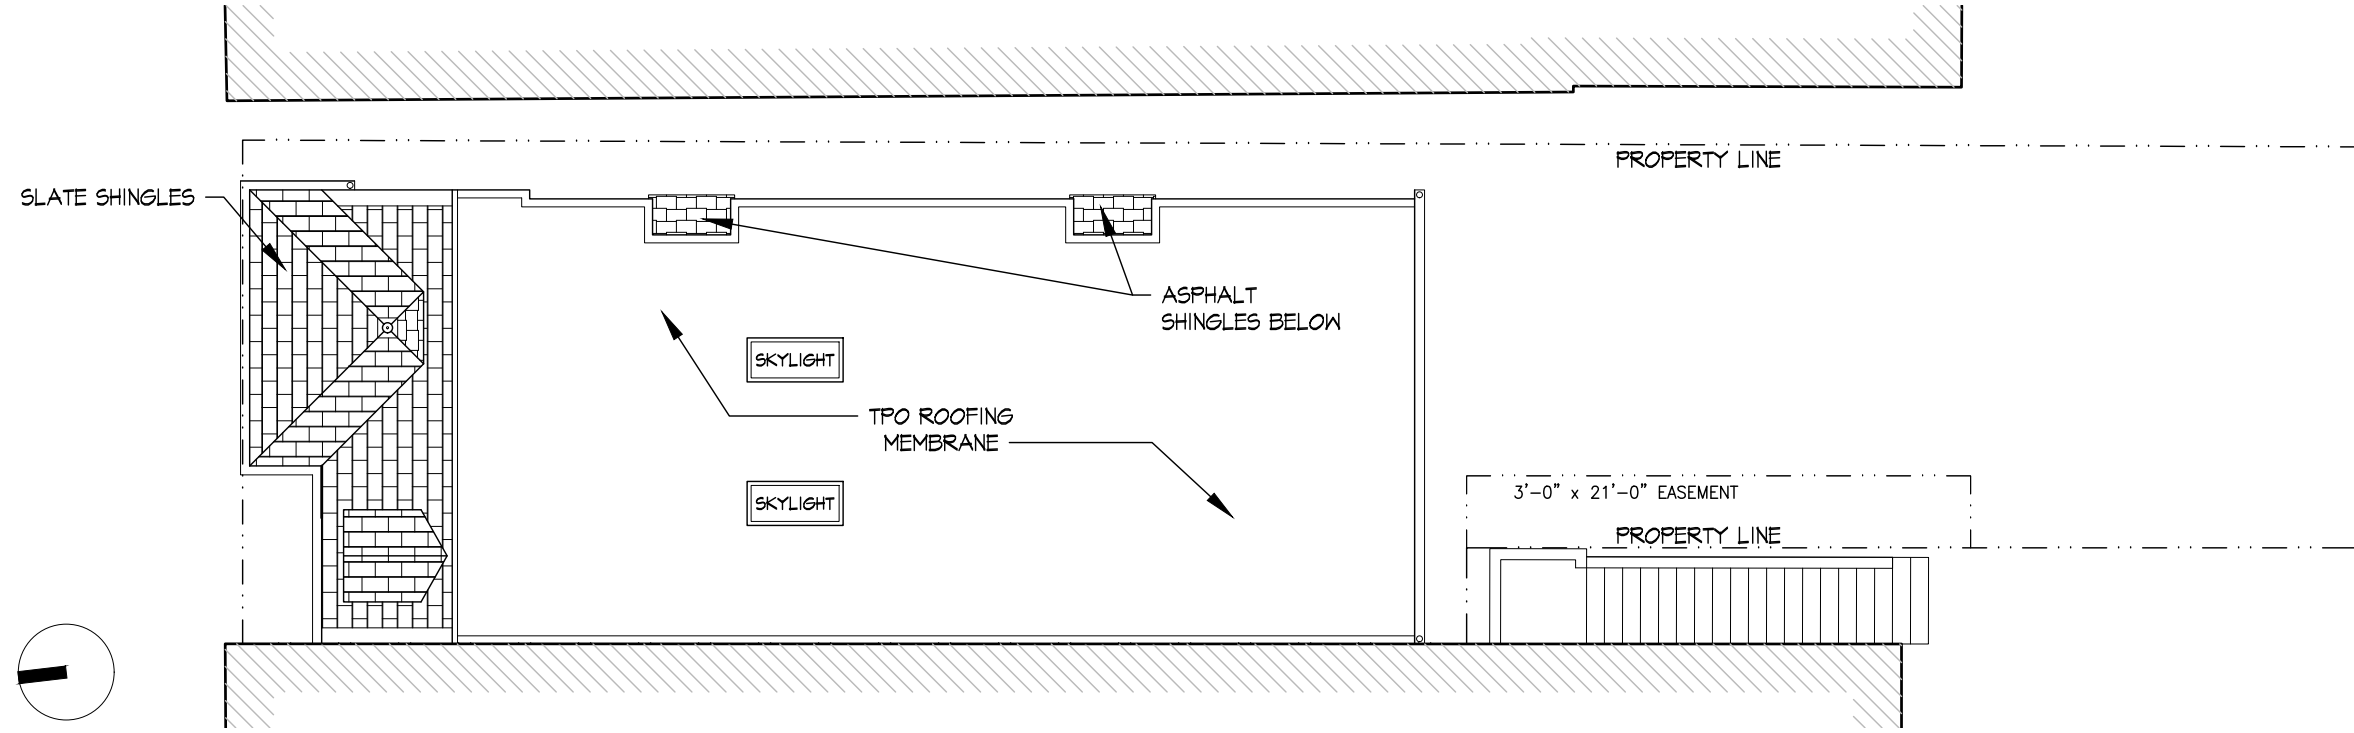 PROPERTY LINE
SLATE SHINGLES
ASPHALT
SHINGLES BELOW
SKYLIGHT
TPO ROOFING
MEMBRANE
SKYLIGHT
3'-0" x 21'-0" EASEMENT
PROPERTY LINE